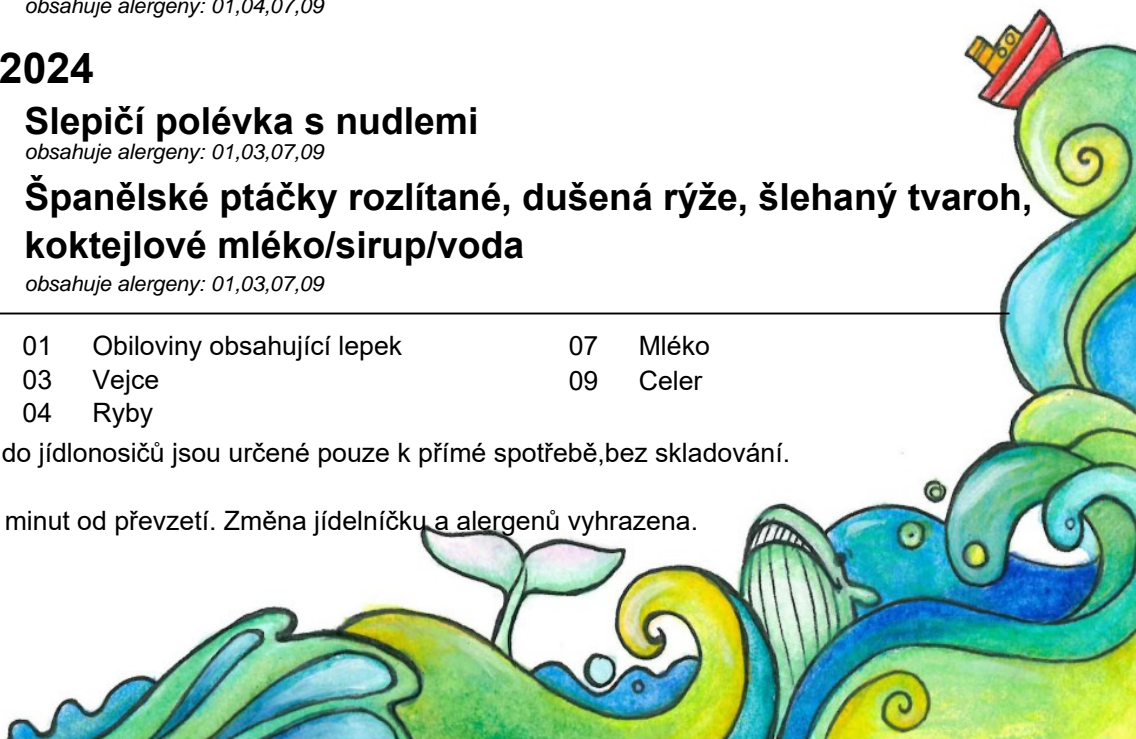 obsahuje alergeny: 01,04,07,09
2024
Slepičí polévka s nudlemi
obsahuje alergeny: 01,03,07,09
Španělské ptáčky rozlítané, dušená rýže, šlehaný tvaroh,
koktejlové mléko/sirup/voda
obsahuje alergeny: 01,03,07,09
01 Obiloviny obsahující lepek 07 Mléko
03 Vejce 09 Celer
04 Ryby
do jídlonosičů jsou určené pouze k přímé spotřebě,bez skladování.
minut od převzetí. Změna jídelníčku a alergenů vyhrazena.